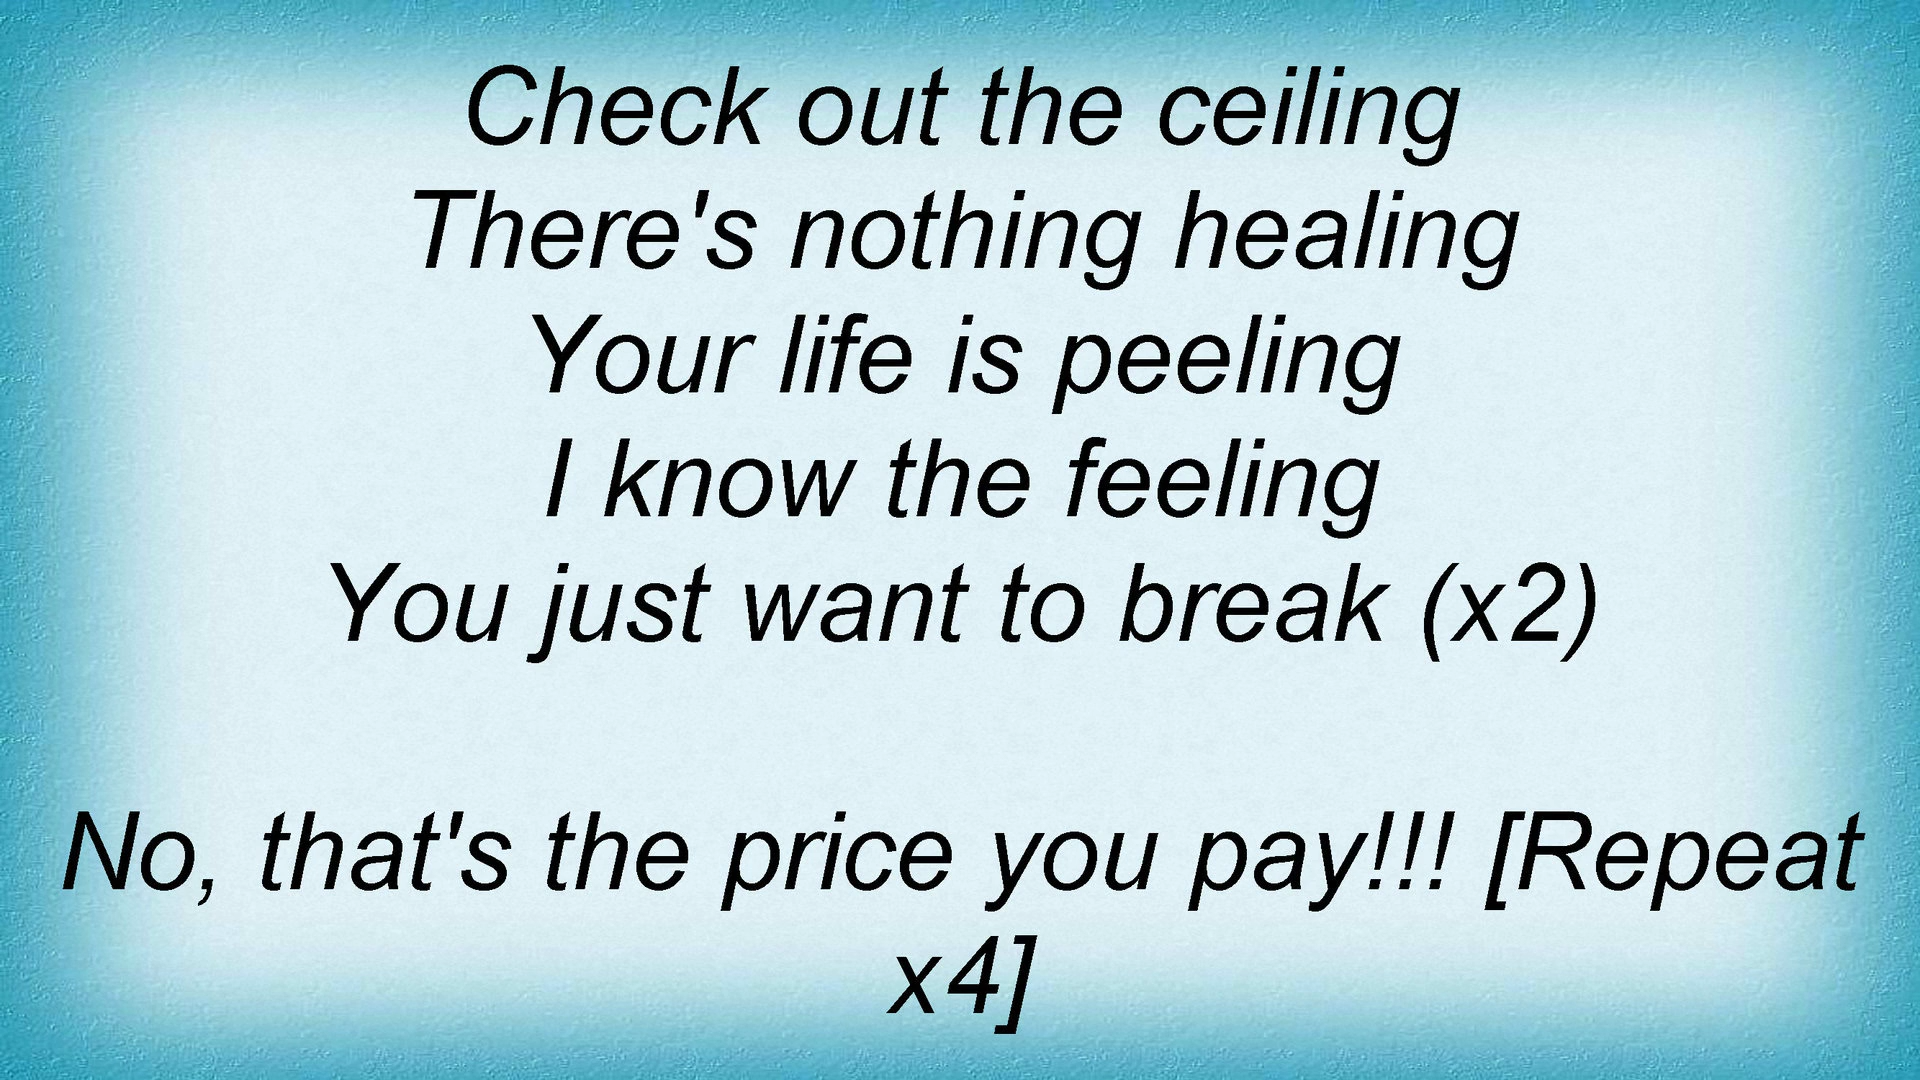 Check out the ceiling
There's nothing healing
Your life is peeling
I know the feeling
You just want to break (x2)
No, that's the price you pay!!! [Repeat
x4]